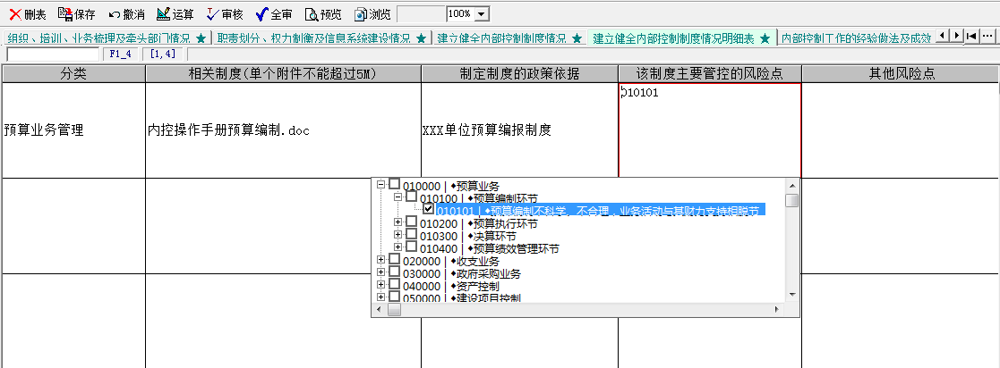 删表 保存 撤消 运算 审核 全审 预览 浏览 100%
组织、培训、业务梳理及牵头部门情况 ★ 职责划分、权力制衡及信息系统建设情况 ★ 建立健全内部控制制度情况 ★ 建立健全内部控制制度情况明细表 ★ 内部控制工作的经验做法及成效
F1_4 [1,4]
分类 相关制度(单个附件不能超过5M) 制定制度的政策依据 该制度主要管控的风险点 其他风险点
010101
预算业务管理 内控操作手册预算编制.doc XXX单位预算编报制度
010000 | ◆预算业务
010100 | ◆预算编制环节
010101 | ◆预算编制不科学、不合理，业务活动与其财力支持相脱节
010200 | ◆预算执行环节
010300 | ◆决算环节
010400 | ◆预算绩效管理环节
020000 | ◆收支业务
030000 | ◆政府采购业务
040000 | ◆资产控制
050000 | ◆建设项目控制